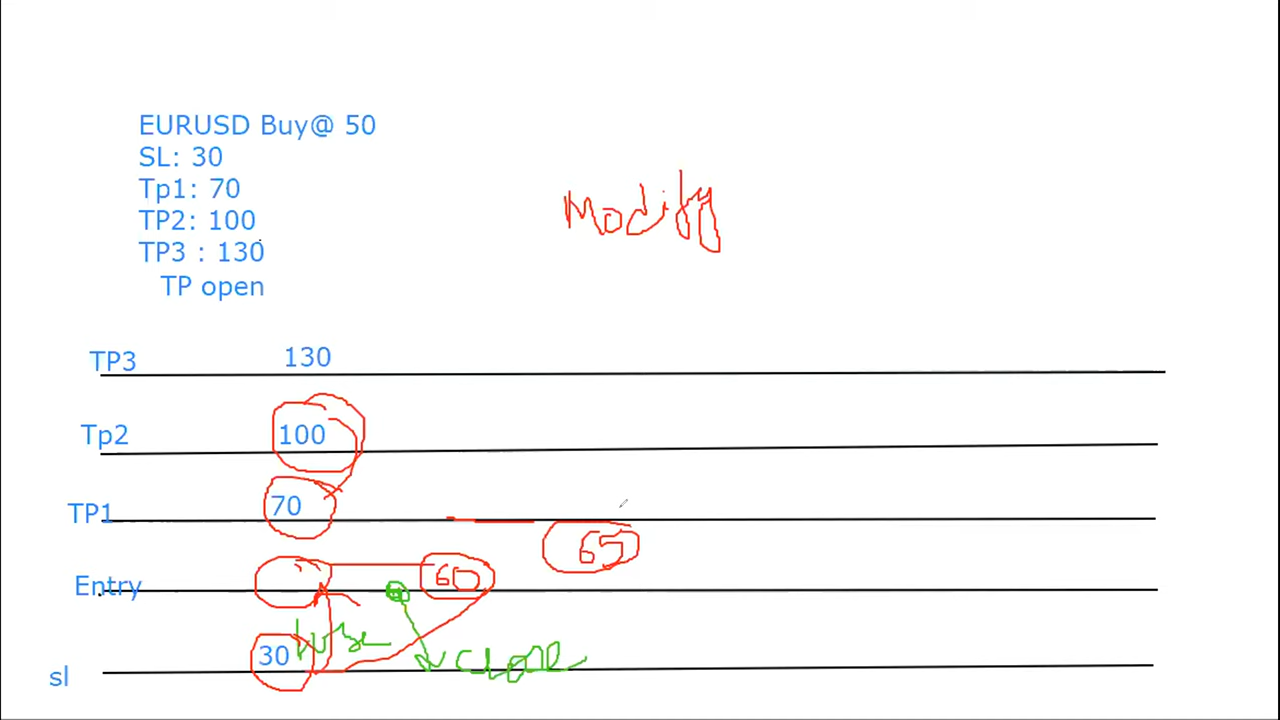 EURUSD Buy@ 50
SL: 30
Tp1: 70
TP2: 100
TP3 : 130
TP open
Modify
TP3 130
Tp2 100
TP1 70
65
Entry 60
sl 30 close